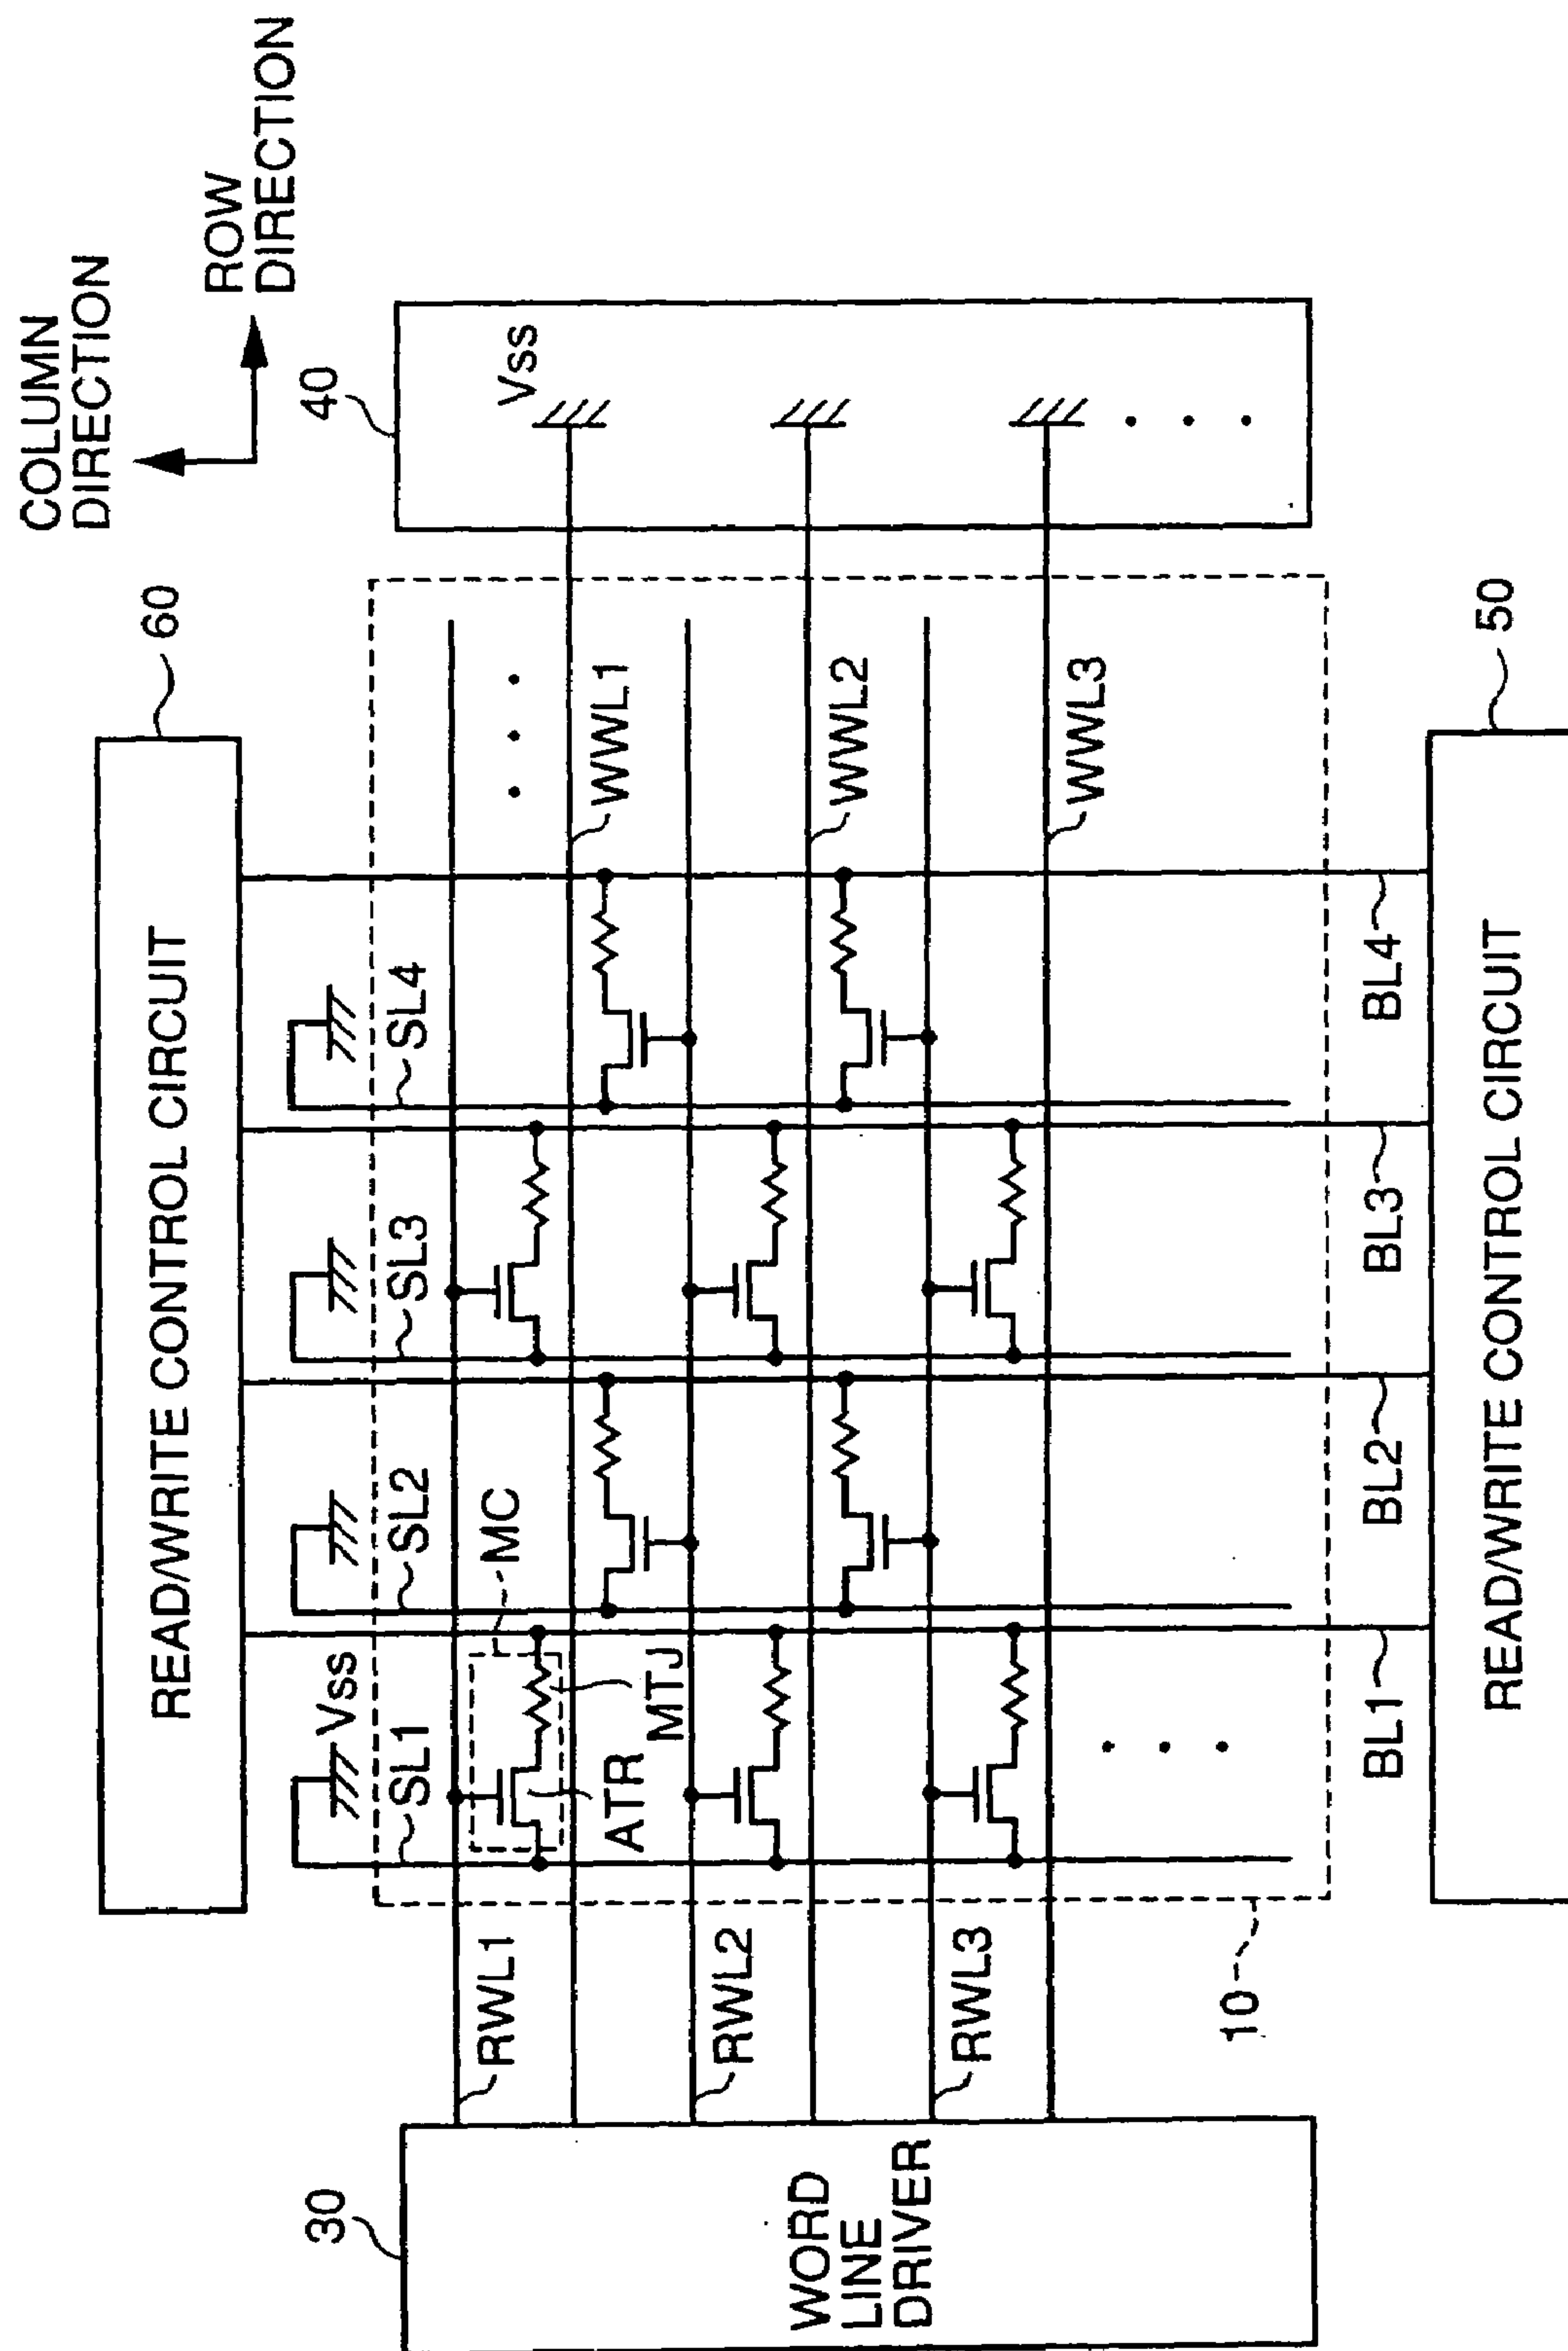 COLUMN
DIRECTION
ROW
DIRECTION
60
READ/WRITE CONTROL CIRCUIT
40
Vss
Vss
SL1
SL2
SL3
SL4
MC
MTJ
ATR
RWL1
WWL1
RWL2
WWL2
RWL3
WWL3
30
WORD
LINE
DRIVER
10
BL1
BL2
BL3
BL4
50
READ/WRITE CONTROL CIRCUIT